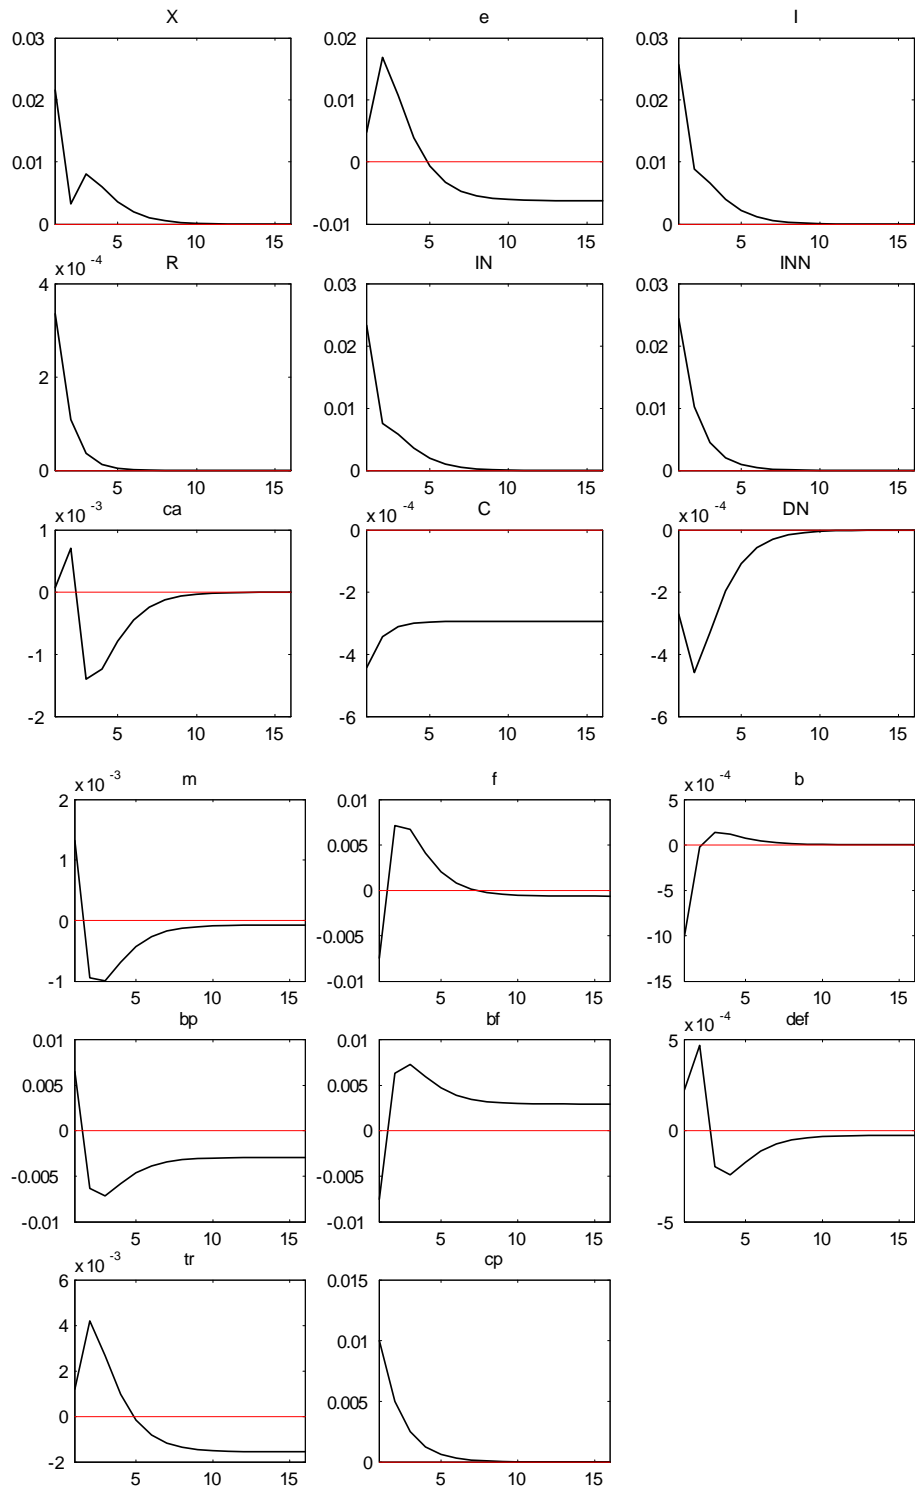 X e I
0.03 0.02 0.03
0.02 0.01 0.02
0.01 0 0.01
0 -0.01 0
5 10 15 5 10 15 5 10 15
x 10 -4 R IN INN
4 0.03 0.03
0.02 0.02
2
0.01 0.01
0 0 0
5 10 15 5 10 15 5 10 15
x 10 -3 ca x 10 -4 C x 10 -4 DN
1 0 0
0 -2 -2
-1 -4 -4
-2 -6 -6
5 10 15 5 10 15 5 10 15
x 10 -3 m f x 10 -4 b
2 0.01 5
1 0.005 0
0 0 -5
-0.005 -10
-1 -0.01 -15
5 10 15 5 10 15 5 10 15
bp bf x 10 -4 def
0.01 0.01 5
0.005 0.005
0 0 0
-0.005 -0.005
-0.01 -0.01 -5
5 10 15 5 10 15 5 10 15
x 10 -3 tr cp
6 0.015
4 0.01
2
0.005
0
-2 0
5 10 15 5 10 15